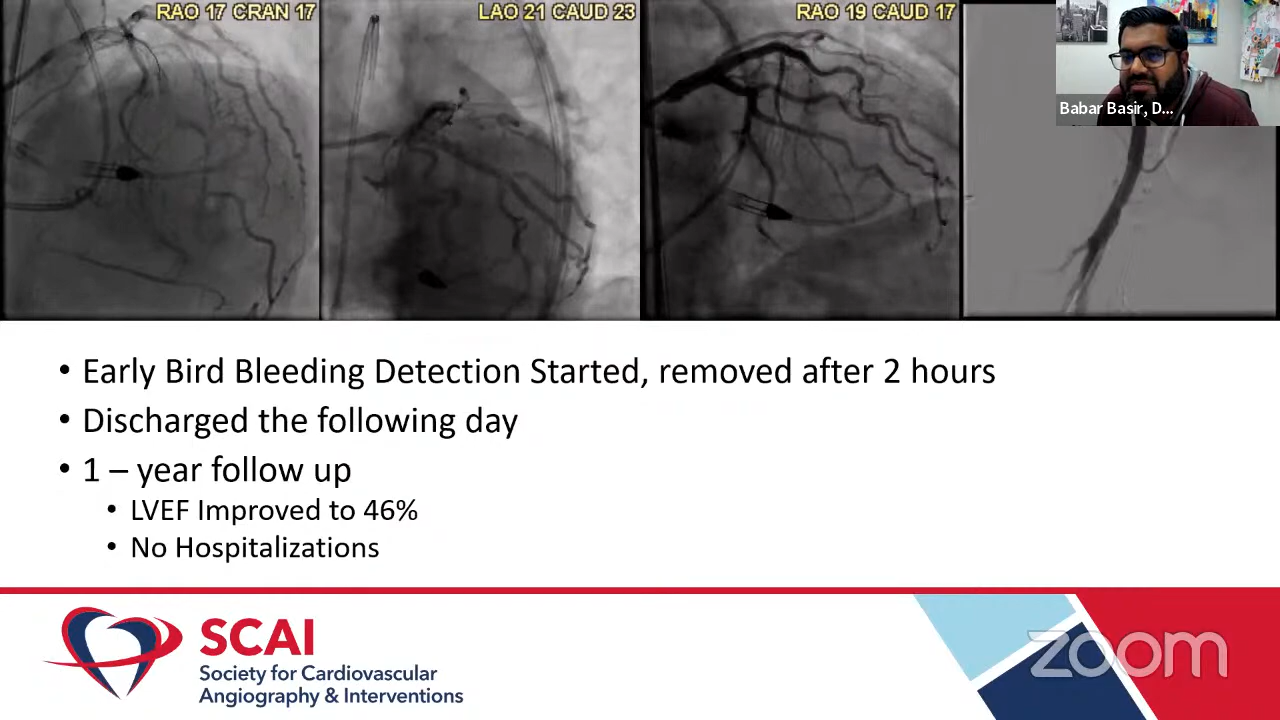 RAO 17 CRAN 17
LAO 21 CAUD 23
RAO 19 CAUD 17
Babar Basir, D...
• Early Bird Bleeding Detection Started, removed after 2 hours
• Discharged the following day
• 1 – year follow up
• LVEF Improved to 46%
• No Hospitalizations
SCAI
Society for Cardiovascular
Angiography & Interventions
zoom